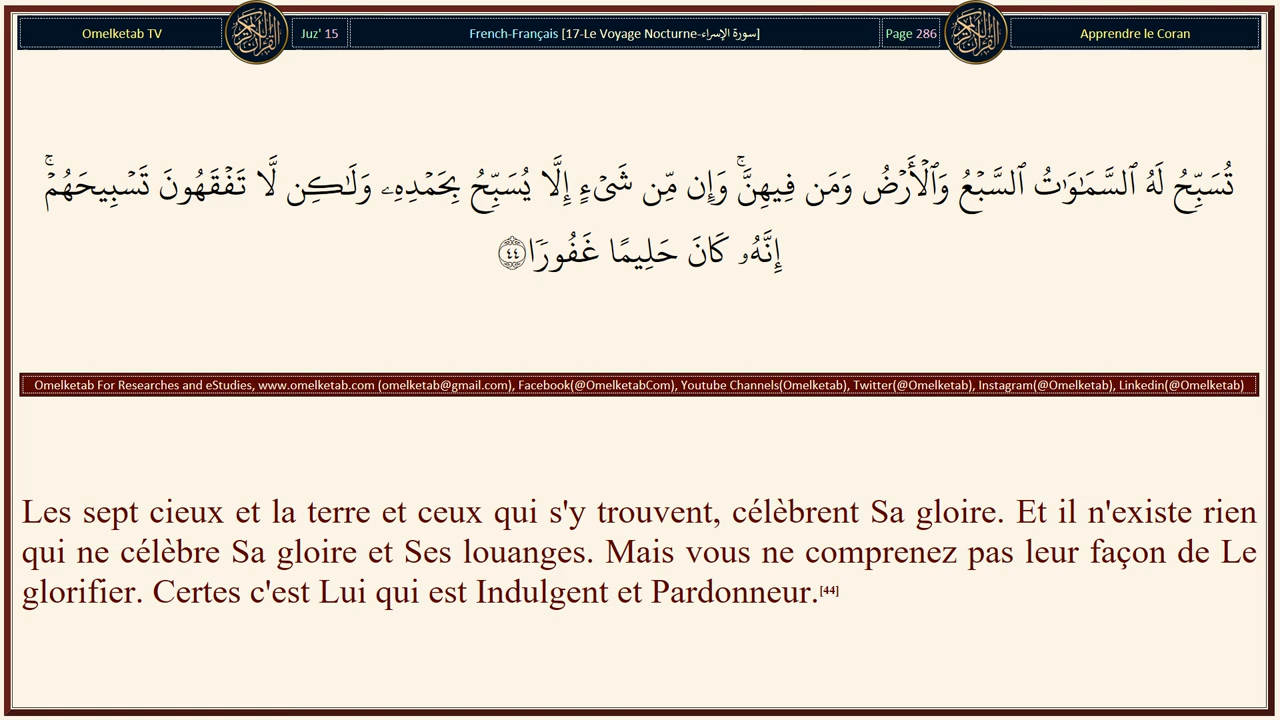 Omelketab TV
Juz' 15
French-Français [17-Le Voyage Nocturne-سورة الإسراء]
Page 286
Apprendre le Coran
تُسَبِّحُ لَهُ ٱلسَّمَٰوَٰتُ ٱلسَّبْعُ وَٱلْأَرْضُ وَمَن فِيهِنَّ ۚ وَإِن مِّن شَىْءٍ إِلَّا يُسَبِّحُ بِحَمْدِهِۦ وَلَٰكِن لَّا تَفْقَهُونَ تَسْبِيحَهُمْ ۚ
إِنَّهُۥ كَانَ حَلِيمًا غَفُورًا ٤٤
Omelketab For Researches and eStudies, www.omelketab.com (omelketab@gmail.com), Facebook(@OmelketabCom), Youtube Channels(Omelketab), Twitter(@Omelketab), Instagram(@Omelketab), Linkedin(@Omelketab)
Les sept cieux et la terre et ceux qui s'y trouvent, célèbrent Sa gloire. Et il n'existe rien
qui ne célèbre Sa gloire et Ses louanges. Mais vous ne comprenez pas leur façon de Le
glorifier. Certes c'est Lui qui est Indulgent et Pardonneur.[44]